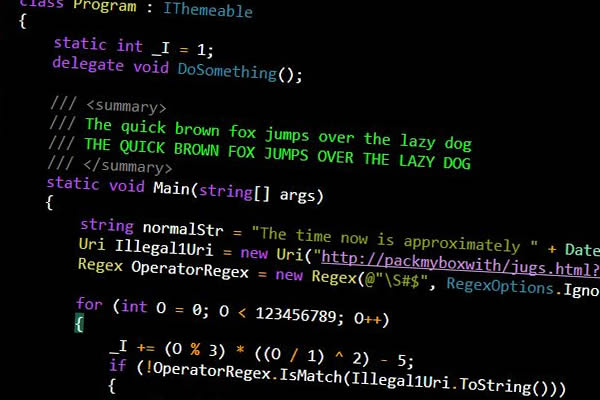 class Program : IThemeable
{
static int _I = 1;
delegate void DoSomething();
/// <summary>
/// The quick brown fox jumps over the lazy dog
/// THE QUICK BROWN FOX JUMPS OVER THE LAZY DOG
/// </summary>
static void Main(string[] args)
{
string normalStr = "The time now is approximately " + Date
Uri Illegal1Uri = new Uri("http://packmyboxwith/jugs.html?
Regex OperatorRegex = new Regex(@"\S#$", RegexOptions.Igno
for (int O = 0; O < 123456789; O++)
{
_I += (O % 3) * ((O / 1) ^ 2) - 5;
if (!OperatorRegex.IsMatch(Illegal1Uri.ToString()))
{